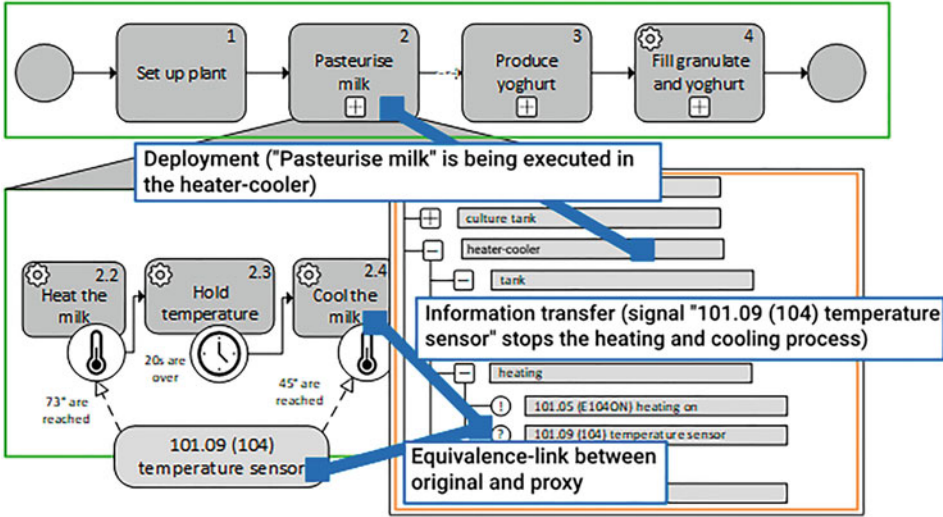 1
Set up plant
2
Pasteurise
milk
3
Produce
yoghurt
4
Fill granulate
and yoghurt
Deployment ("Pasteurise milk" is being executed in
the heater-cooler)
culture tank
heater-cooler
tank
2.2
Heat the
milk
2.3
Hold
temperature
2.4
Cool the
milk
Information transfer (signal "101.09 (104) temperature
sensor" stops the heating and cooling process)
20s are
over
73° are
reached
45° are
reached
heating
! 101.05 (E104ON) heating on
? 101.09 (104) temperature sensor
101.09 (104)
temperature sensor
Equivalence-link between
original and proxy